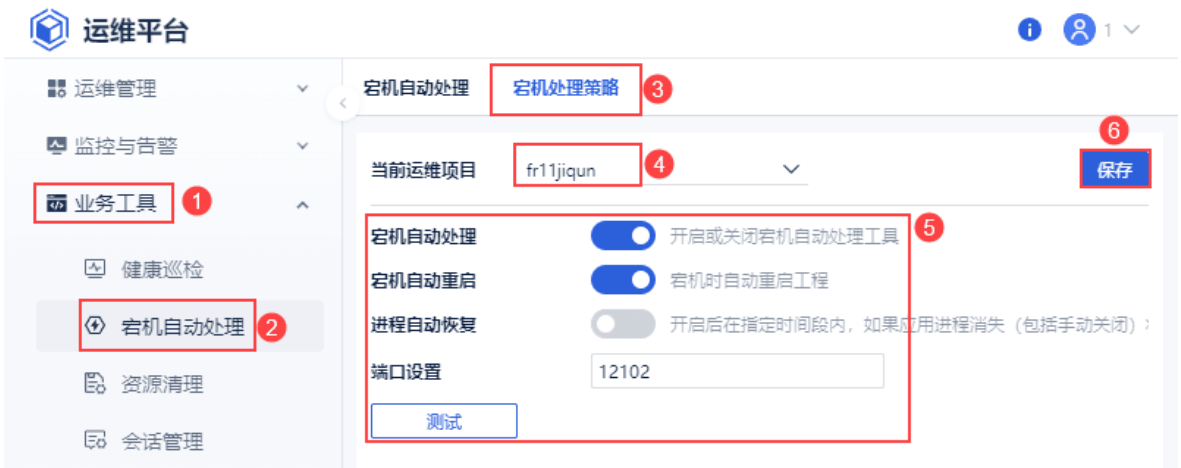 运维平台
i
1
运维管理
监控与告警
业务工具
1
健康巡检
宕机自动处理
2
资源清理
会话管理
宕机自动处理
宕机处理策略
3
当前运维项目
fr11jiqun
4
6
保存
5
宕机自动处理
开启或关闭宕机自动处理工具
宕机自动重启
宕机时自动重启工程
进程自动恢复
开启后在指定时间段内，如果应用进程消失（包括手动关闭）
端口设置
12102
测试